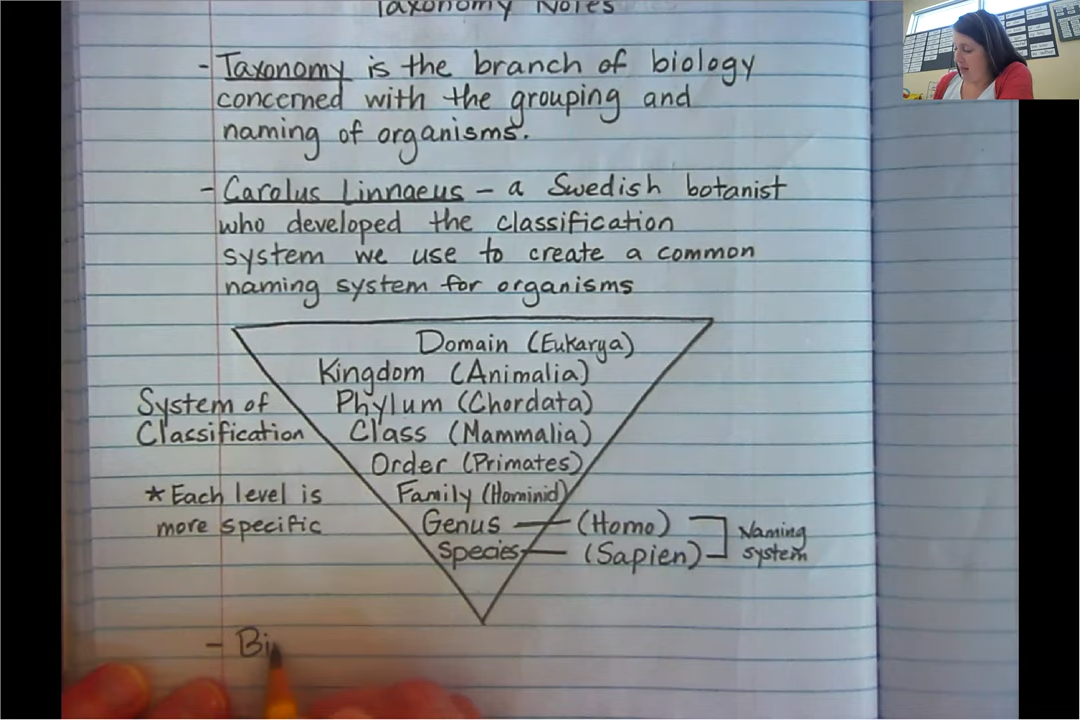 Taxonomy Notes
- Taxonomy is the branch of biology
concerned with the grouping and
naming of organisms.
- Carolus Linnaeus - a Swedish botanist
who developed the classification
system we use to create a common
naming system for organisms
Domain (Eukarya)
Kingdom (Animalia)
Phylum (Chordata)
Class (Mammalia)
Order (Primates)
Family (Hominid)
Genus — (Homo)
Species — (Sapien)
System of
Classification
* Each level is
more specific
Naming
system
- Bi